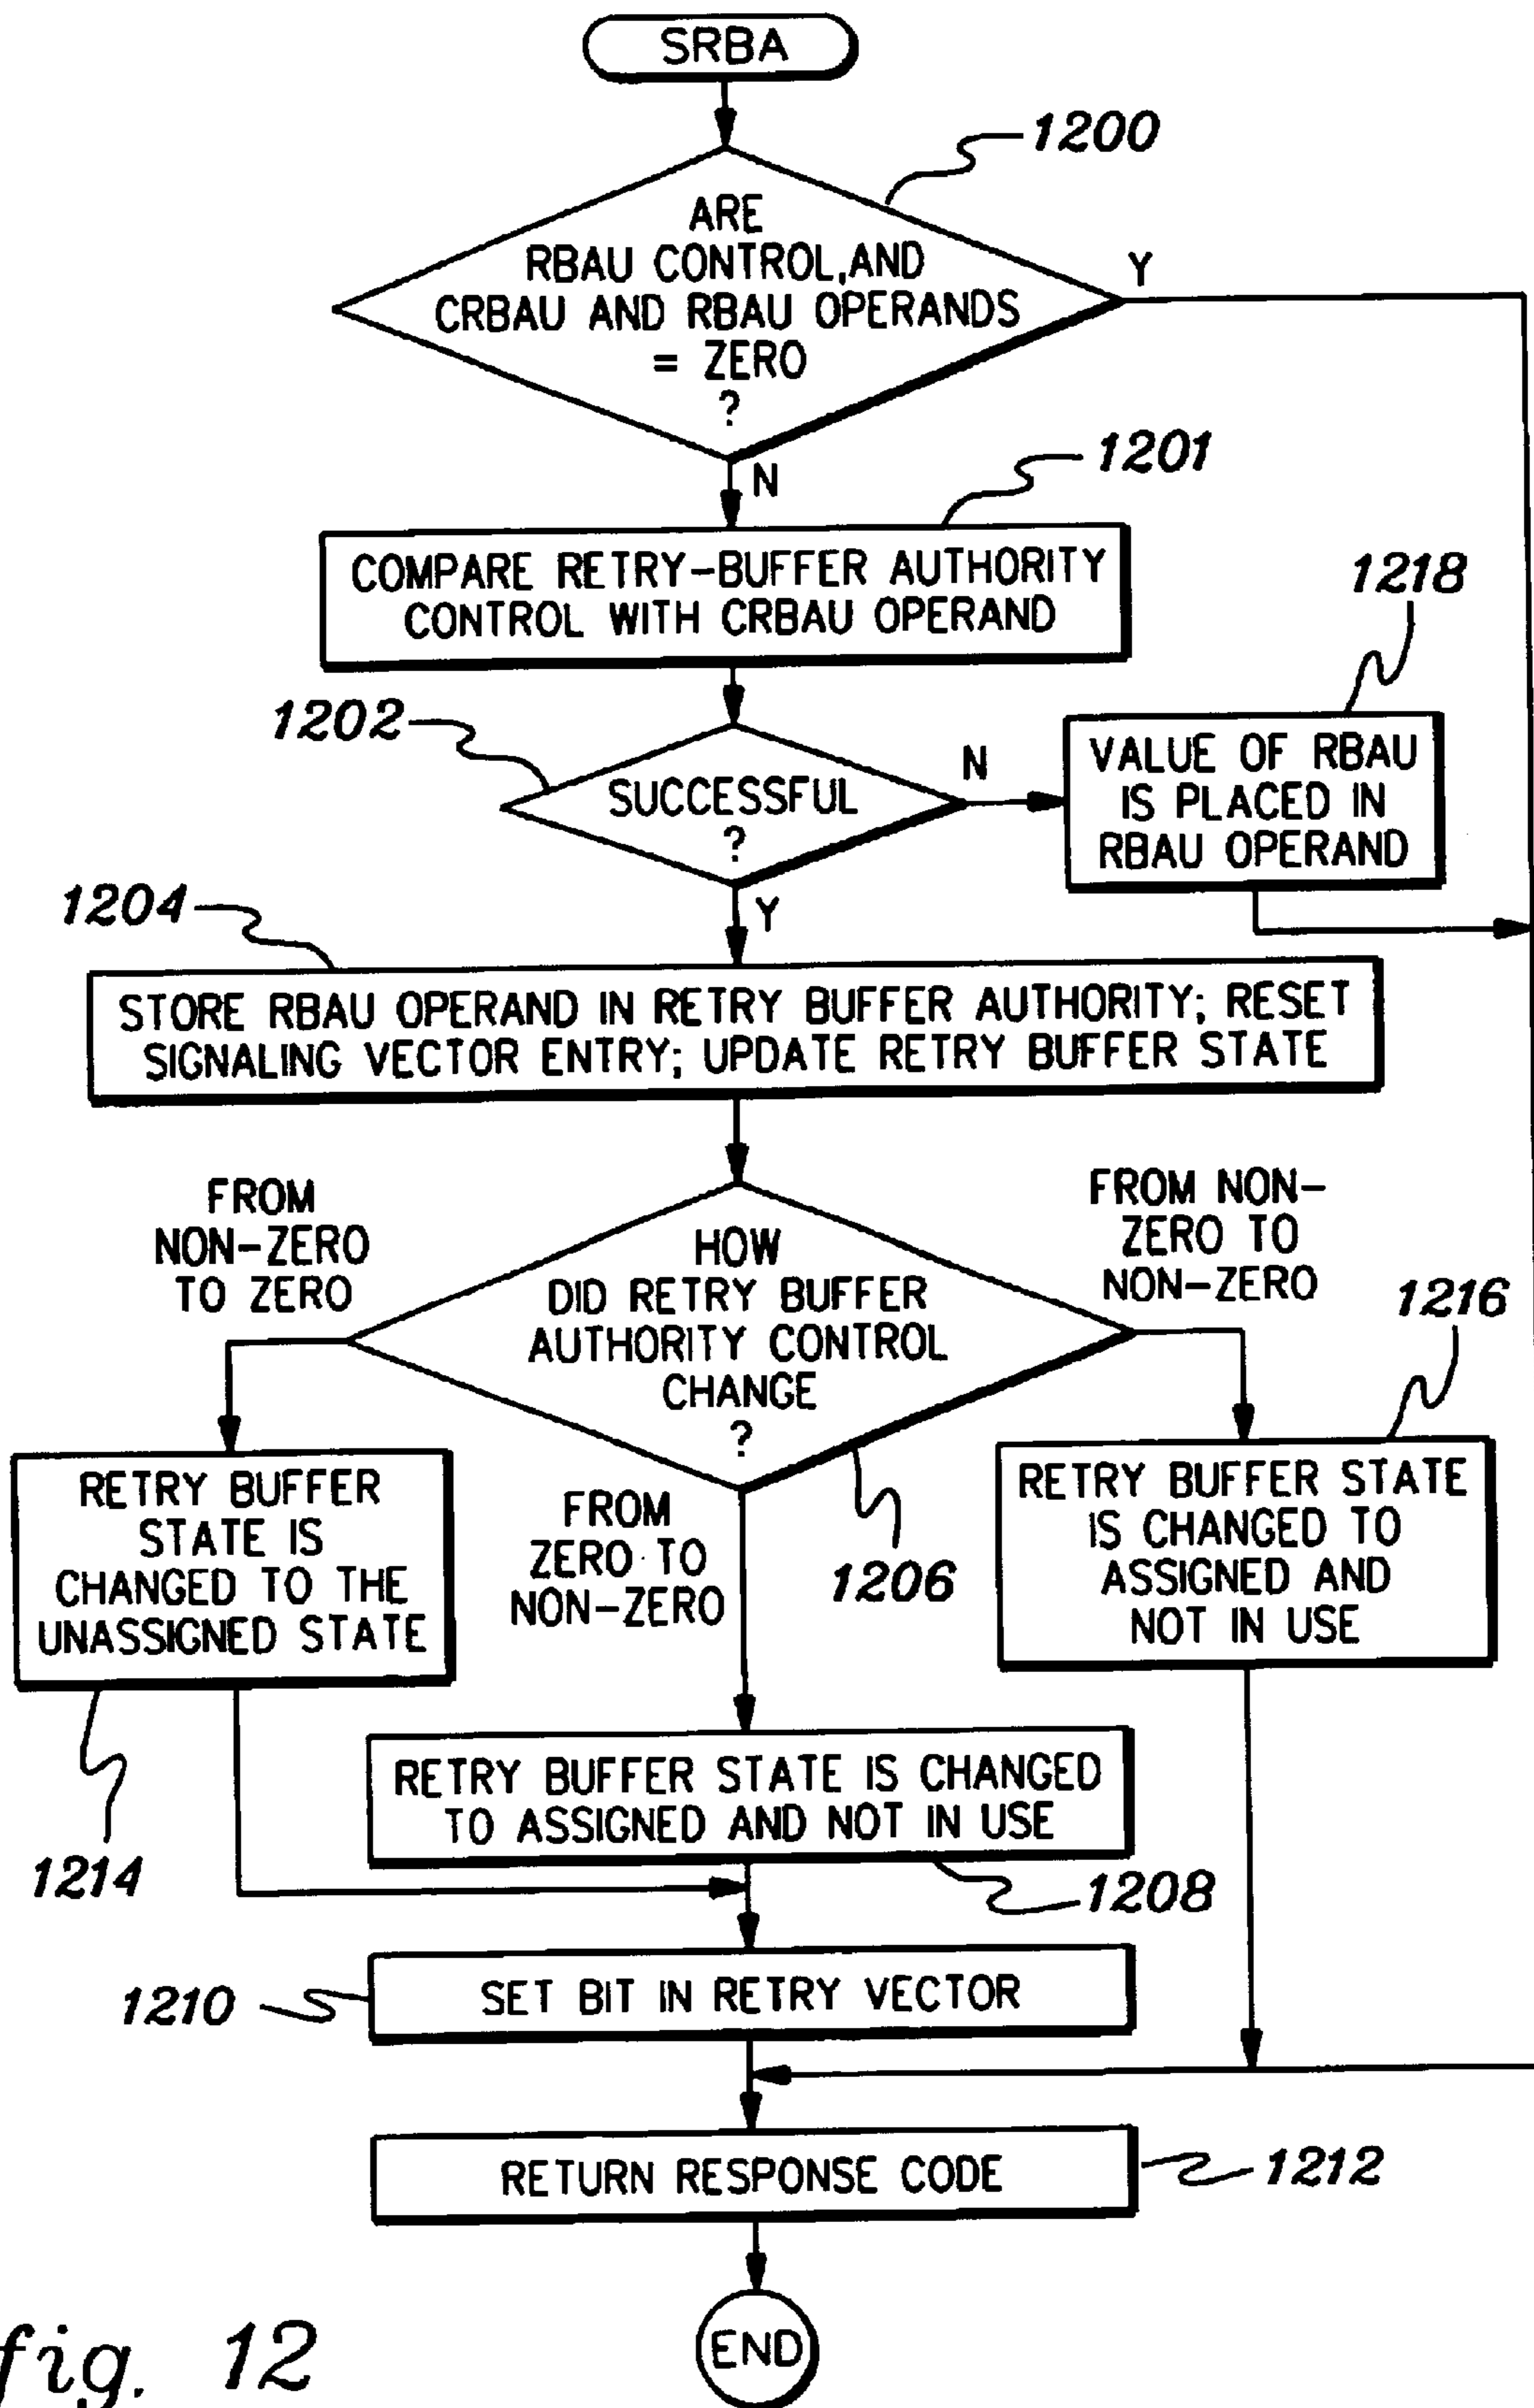 SRBA
1200
ARE
RBAU CONTROL,AND
CRBAU AND RBAU OPERANDS
= ZERO
?
Y
N
1201
COMPARE RETRY-BUFFER AUTHORITY
CONTROL WITH CRBAU OPERAND
1218
1202
SUCCESSFUL
?
N
VALUE OF RBAU
IS PLACED IN
RBAU OPERAND
Y
1204
STORE RBAU OPERAND IN RETRY BUFFER AUTHORITY; RESET
SIGNALING VECTOR ENTRY; UPDATE RETRY BUFFER STATE
FROM
NON-ZERO
TO ZERO
HOW
DID RETRY BUFFER
AUTHORITY CONTROL
CHANGE
?
FROM NON-
ZERO TO
NON-ZERO
1216
RETRY BUFFER
STATE IS
CHANGED TO THE
UNASSIGNED STATE
FROM
ZERO TO
NON-ZERO
1206
RETRY BUFFER STATE
IS CHANGED TO
ASSIGNED AND
NOT IN USE
RETRY BUFFER STATE IS CHANGED
TO ASSIGNED AND NOT IN USE
1214
1208
1210
SET BIT IN RETRY VECTOR
RETURN RESPONSE CODE
1212
END
fig. 12